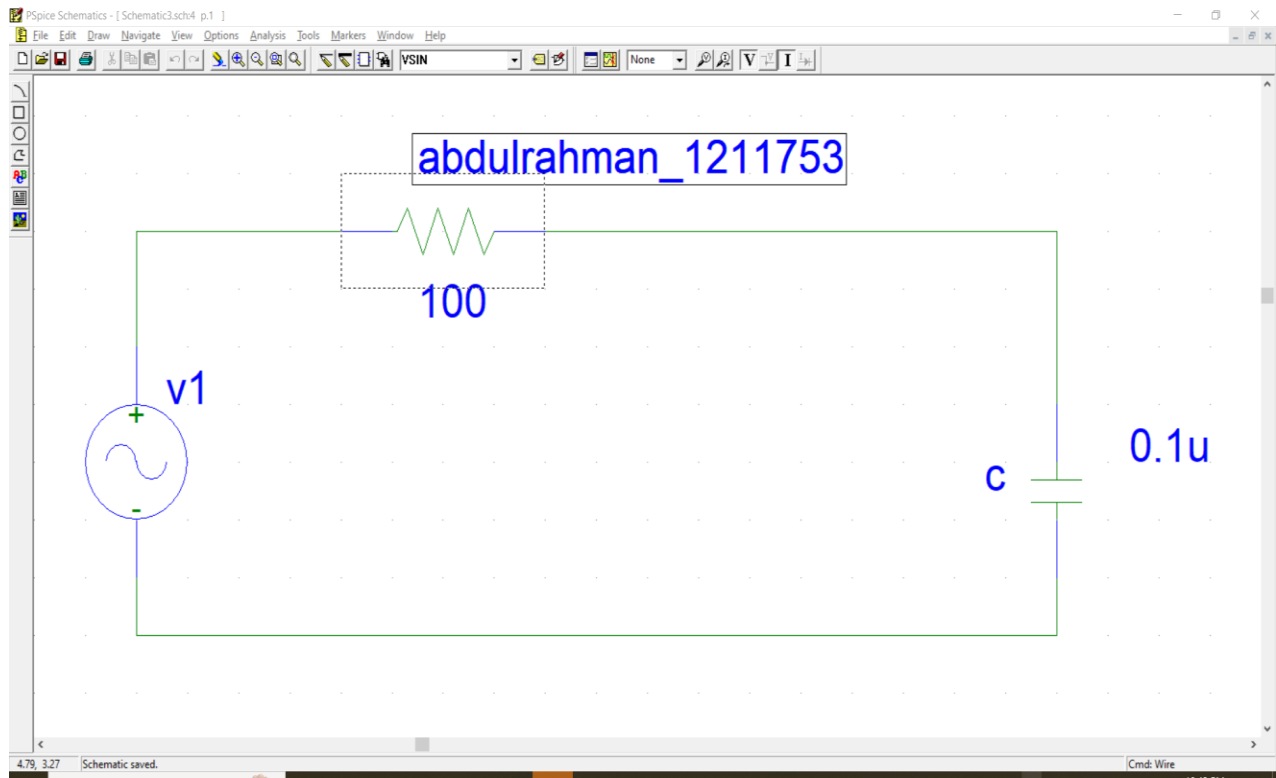 PSpice Schematics - [ Schematic3.sch:4 p.1 ]
File Edit Draw Navigate View Options Analysis Tools Markers Window Help
VSIN None V I
ABC
abdulrahman_1211753
100
v1
+
0.1u
c
-
4.79, 3.27 Schematic saved. Cmd: Wire